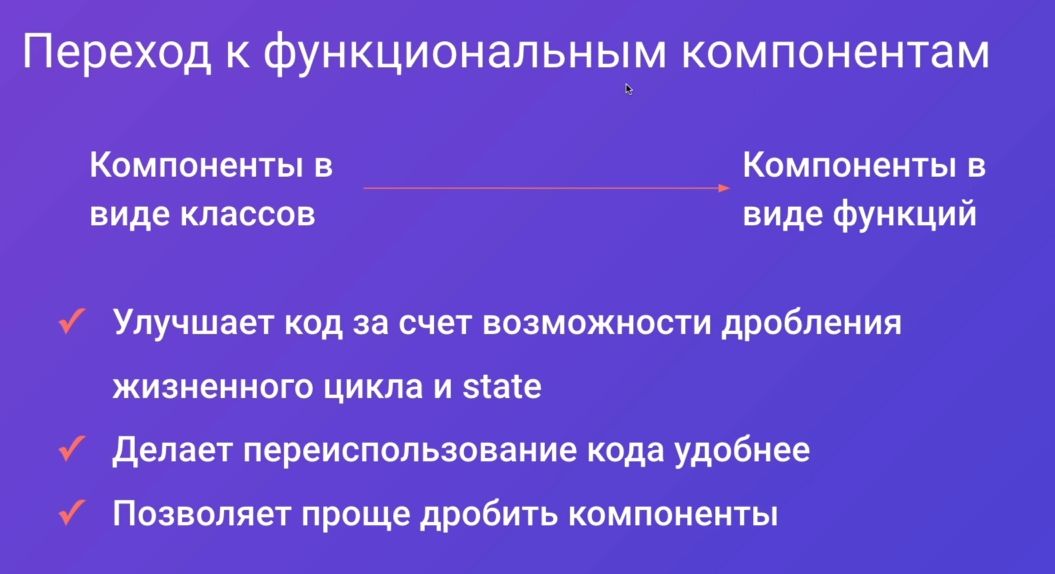 Переход к функциональным компонентам
Компоненты в
виде классов
Компоненты в
виде функций
Улучшает код за счет возможности дробления
жизненного цикла и state
Делает переиспользование кода удобнее
Позволяет проще дробить компоненты